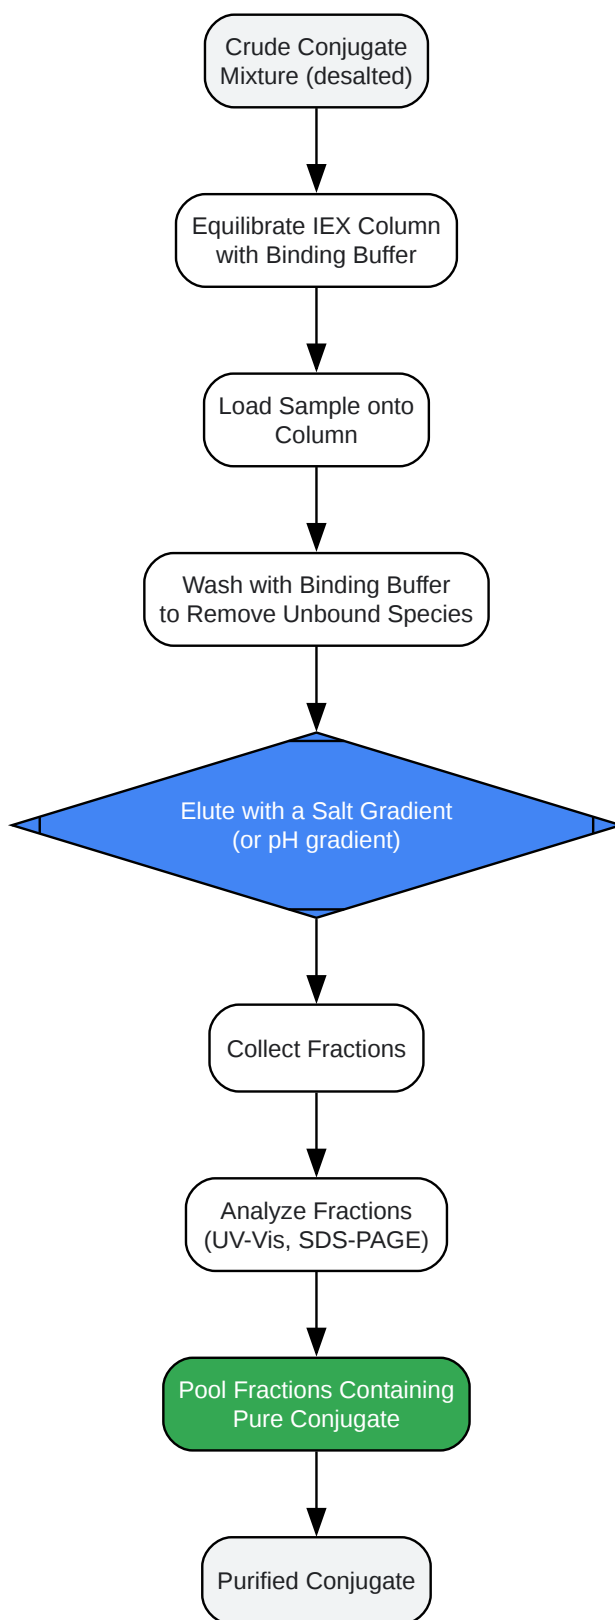 Crude Conjugate
Mixture (desalted)
Equilibrate IEX Column
with Binding Buffer
Load Sample onto
Column
Wash with Binding Buffer
to Remove Unbound Species
Elute with a Salt Gradient
(or pH gradient)
Collect Fractions
Analyze Fractions
(UV-Vis, SDS-PAGE)
Pool Fractions Containing
Pure Conjugate
Purified Conjugate